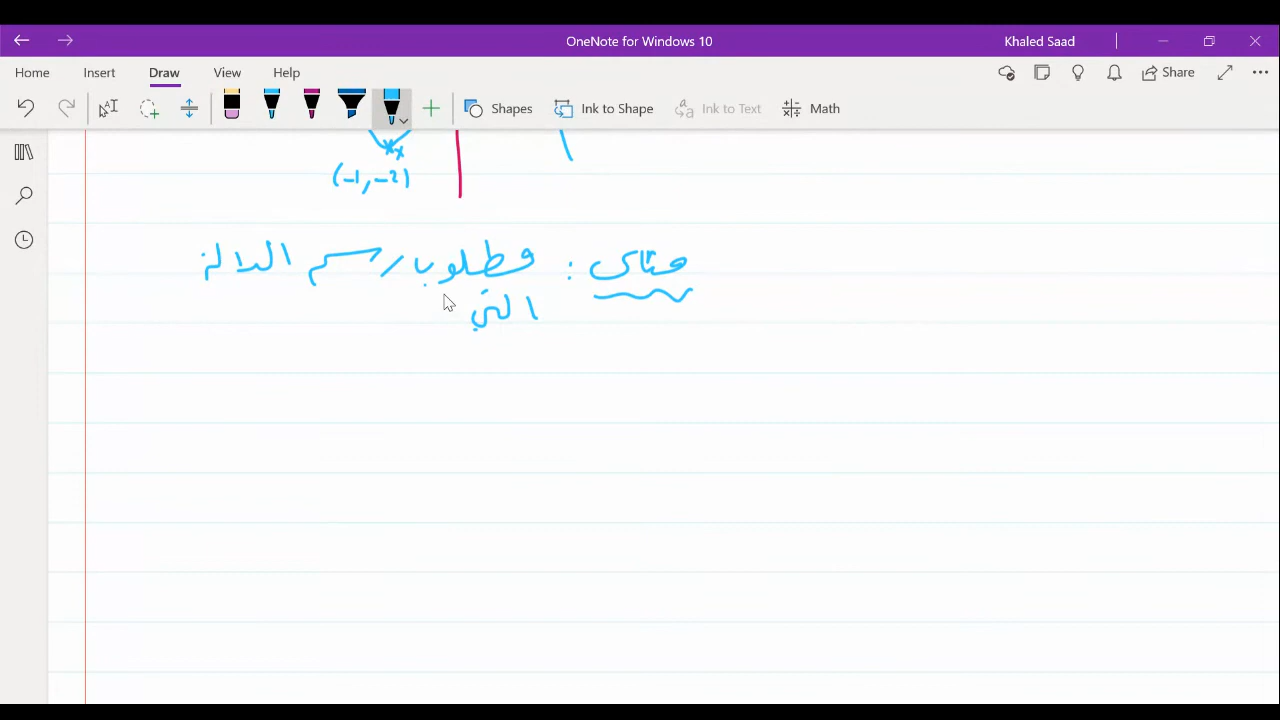 OneNote for Windows 10
Khaled Saad
Home Insert Draw View Help
Share
Shapes Ink to Shape Ink to Text Math
(-1, -2)
مثال : مطلوب رسم الدالة
التي